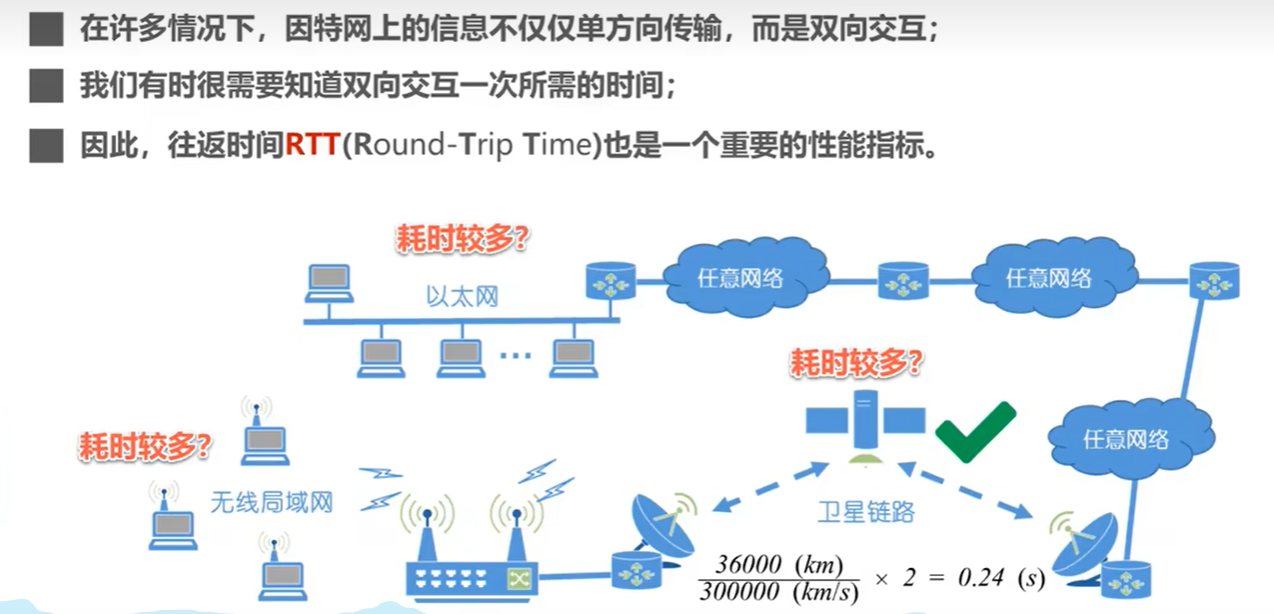 在许多情况下，因特网上的信息不仅仅单方向传输，而是双向交互；
我们有时很需要知道双向交互一次所需的时间；
因此，往返时间RTT(Round-Trip Time)也是一个重要的性能指标。
耗时较多?
以太网
任意网络
任意网络
耗时较多?
任意网络
耗时较多?
无线局域网
卫星链路
36000 (km)
300000 (km/s)
× 2 = 0.24 (s)